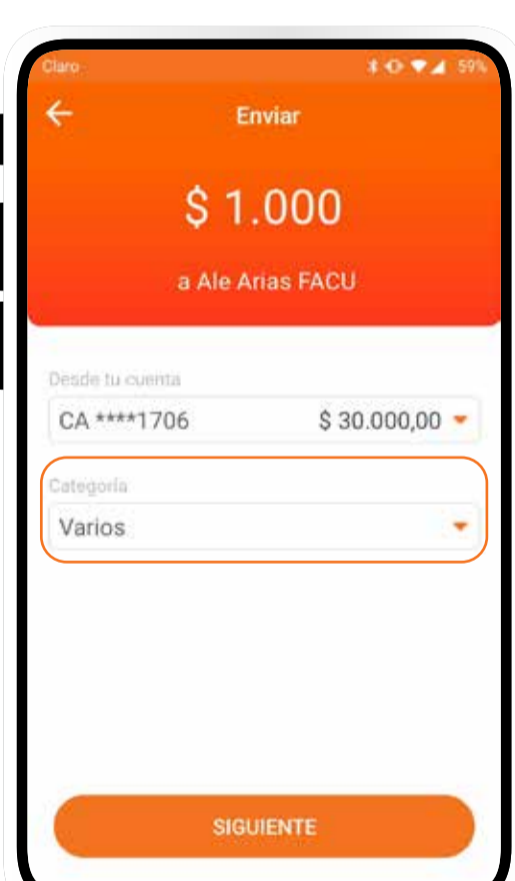 Claro 59%
Enviar
$ 1.000
a Ale Arias FACU
Desde tu cuenta
CA ****1706 $ 30.000,00
Categoría
Varios
SIGUIENTE